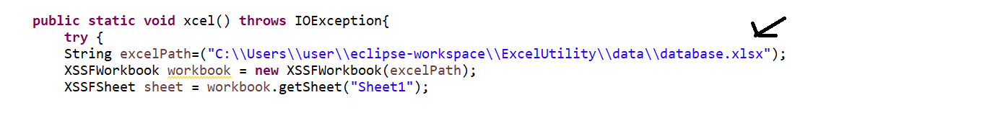 public static void xcel() throws IOException{
try {
String excelPath=("C:\\Users\\user\\eclipse-workspace\\ExcelUtility\\data\\database.xlsx");
XSSFWorkbook workbook = new XSSFWorkbook(excelPath);
XSSFSheet sheet = workbook.getSheet("Sheet1");